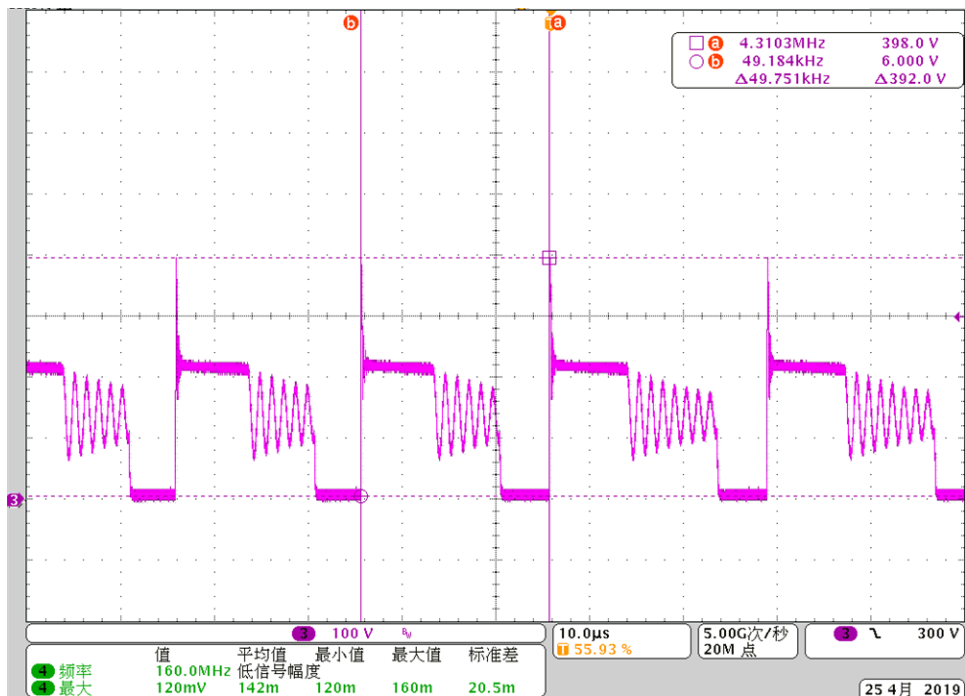 b T a
a 4.3103MHz 398.0 V
b 49.184kHz 6.000 V
Δ49.751kHz Δ392.0 V
3
3 100 V BW 10.0μs 5.00G次/秒 3 300 V
T 55.93 % 20M 点
值 平均值 最小值 最大值 标准差
4 频率 160.0MHz 低信号幅度
4 最大 120mV 142m 120m 160m 20.5m
25 4月 2019